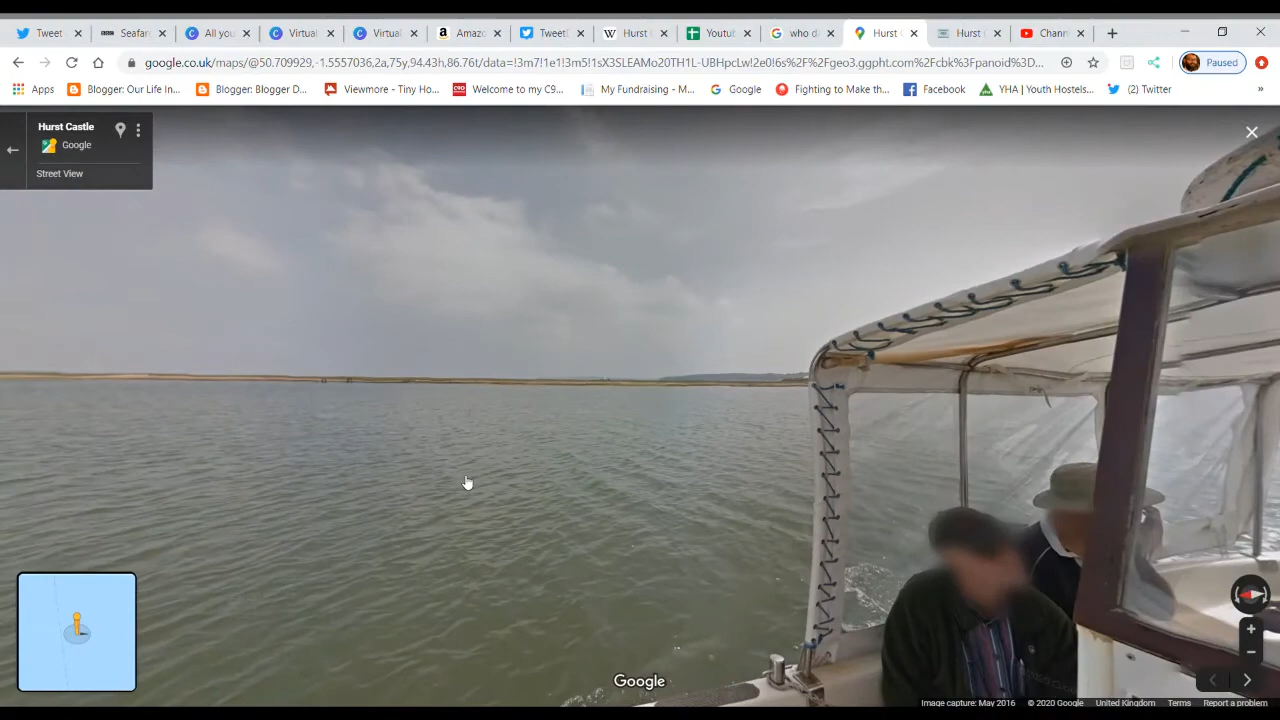 Tweet
Seafar
All you
Virtual
Virtual
Amazo
Tweet
Hurst
Youtub
who d
Hurst
Hurst
Chann
google.co.uk/maps/@50.709929,-1.5557036,2a,75y,94.43h,83.76t/data=!3m7!1e1!3m5!1sX3SLEAMo20TH1L-UBHpcLw!2e0!6s%2F%2Fgeo3.ggpht.com%2Fcbk%3Fpanoid%3D...
Paused
Apps
Blogger: Our Life In...
Blogger: Blogger D...
Viewmore - Tito Ho...
Welcome to my C9...
My Fundraising - M...
Google
Fighting to Make th...
Facebook
YHA | Youth Hostels...
(2) Twitter
»
Hurst Castle
Google
Street View
Google
Image capture: May 2016
© 2020 Google
United Kingdom
Terms
Report a problem